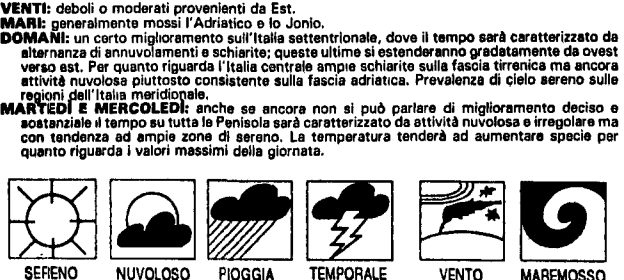 VENTI: deboli o moderati provenienti da Est.
MARI: generalmente mossi l'Adriatico e lo Jonio.
DOMANI: un certo miglioramento sull'Italia settentrionale, dove il tempo sarà caratterizzato da
alternanza di annuvolamenti e schiarite; queste ultime si estenderanno gradatamente da ovest
verso est. Per quanto riguarda l'Italia centrale ampie schiarite sulla fascia tirrenica ma ancora
attività nuvolosa piuttosto consistente sulla fascia adriatica. Prevalenza di cielo sereno sulle
regioni dell'Italia meridionale.
MARTEDÌ E MERCOLEDÌ: anche se ancora non si può parlare di miglioramento deciso e
sostanziale il tempo su tutta le Penisola sarà caratterizzato da attività nuvolosa e irregolare ma
con tendenza ad ampie zone di sereno. La temperatura tenderà ad aumentare specie per
quanto riguarda i valori massimi della giornata.
SERENO NUVOLOSO PIOGGIA TEMPORALE VENTO MAREMOSSO